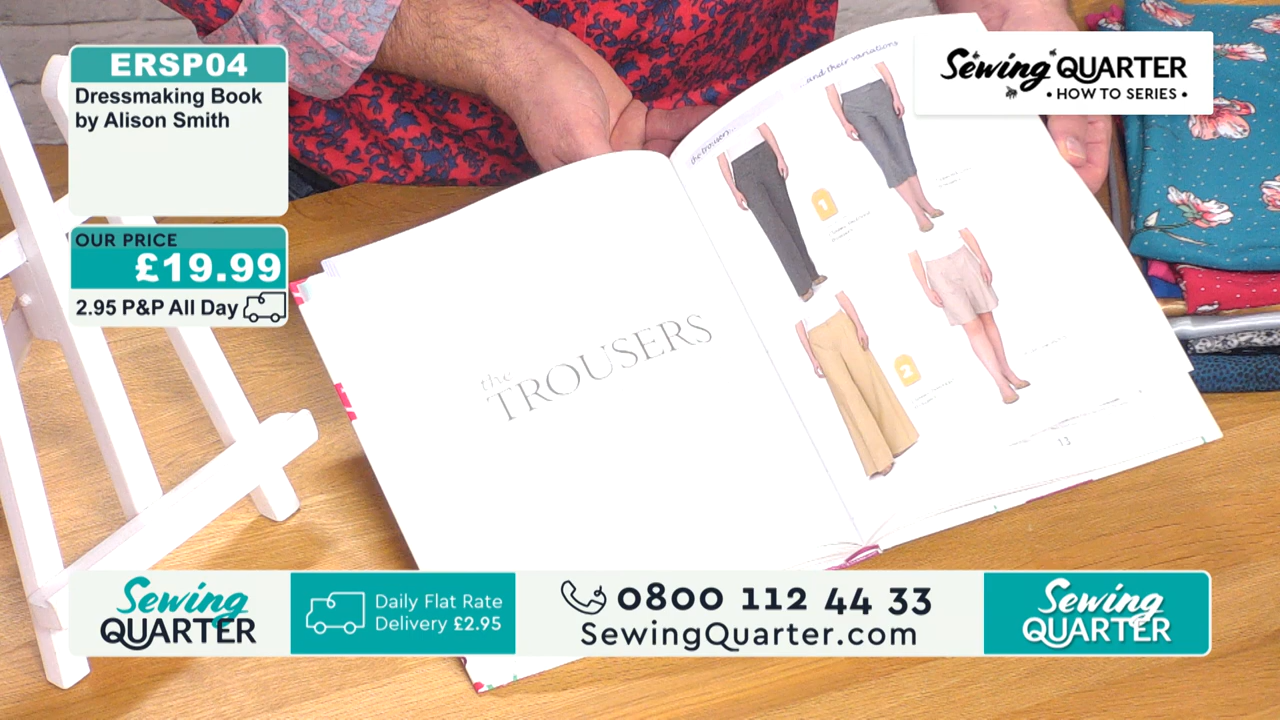 ERSP04
Dressmaking Book
by Alison Smith
OUR PRICE
£19.99
2.95 P&P All Day
Sewing
QUARTER
• HOW TO SERIES •
the trousers...
...and their variations
1
2
the
TROUSERS
13
Sewing
QUARTER
Daily Flat Rate
Delivery £2.95
0800 112 44 33
SewingQuarter.com
Sewing
QUARTER